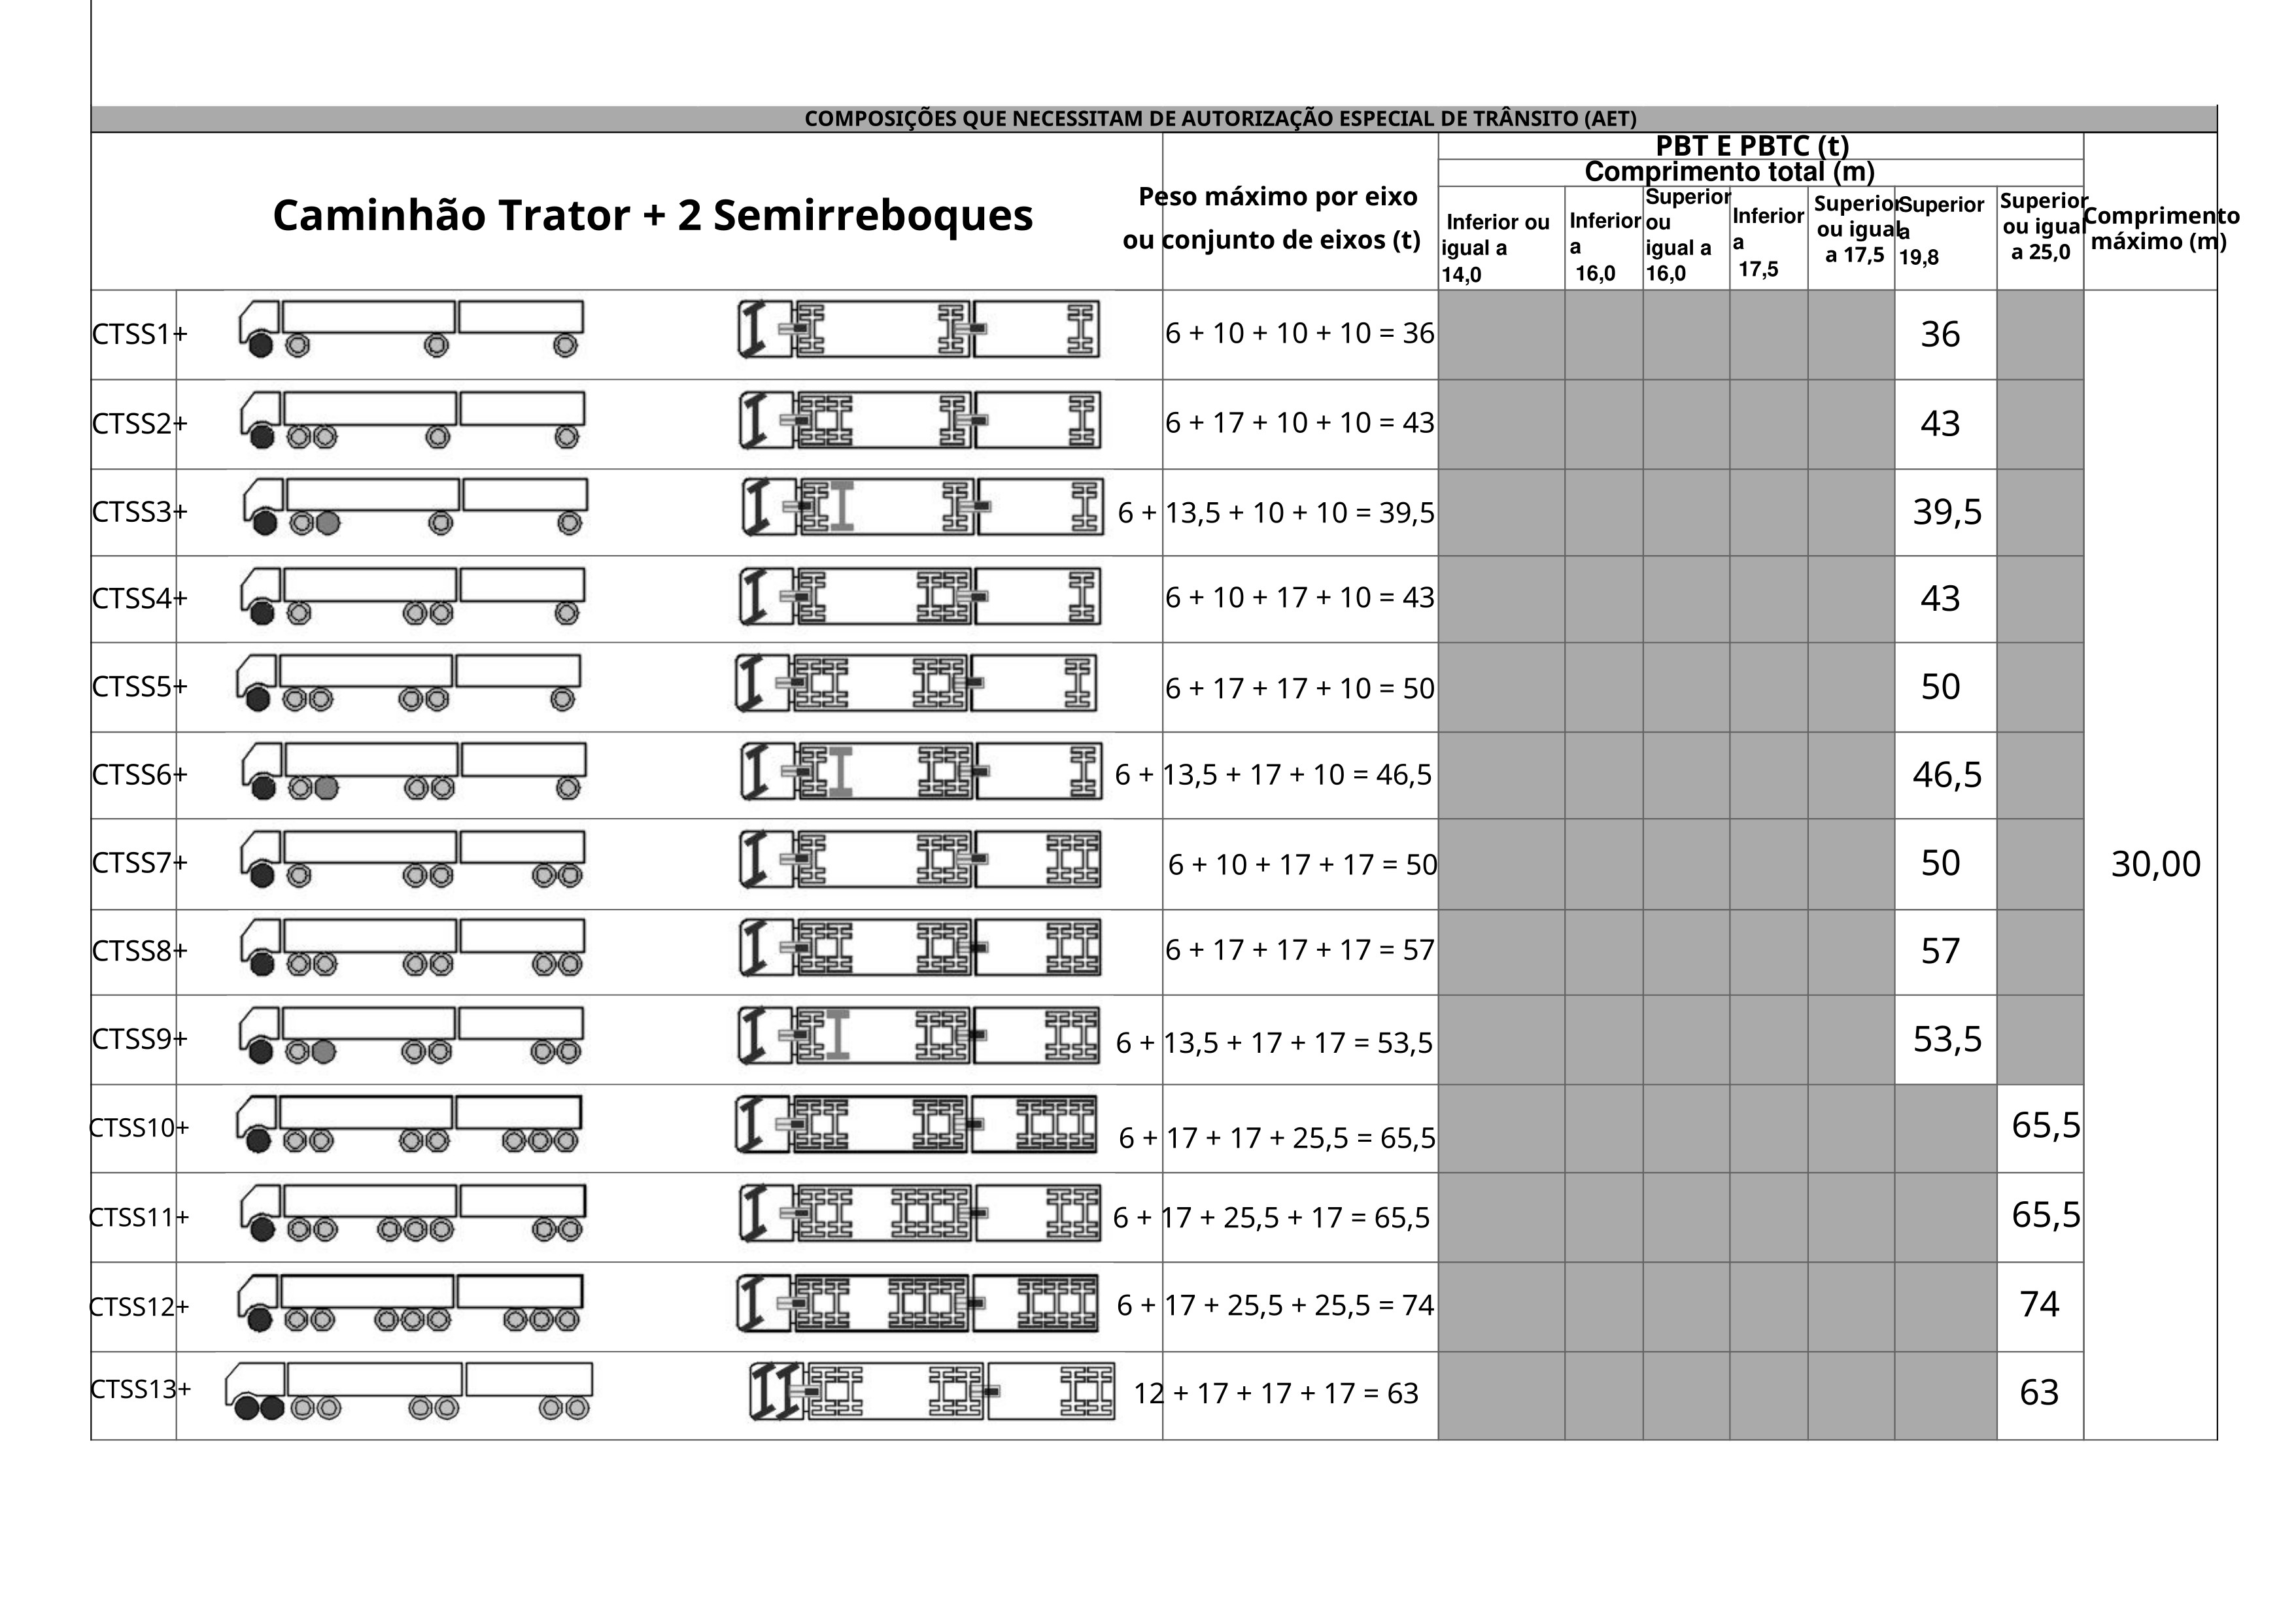 COMPOSIÇÕES QUE NECESSITAM DE AUTORIZAÇÃO ESPECIAL DE TRÂNSITO (AET)
Caminhão Trator + 2 Semirreboques
Peso máximo por eixo
ou conjunto de eixos (t)
PBT E PBTC (t)
Comprimento total (m)
Inferior ou
igual a
14,0
Inferior
a
16,0
Superior
ou
igual a
16,0
Inferior
a
17,5
Superior
ou igual
a 17,5
Superior
a
19,8
Superior
ou igual
a 25,0
Comprimento
máximo (m)
CTSS1+ 6 + 10 + 10 + 10 = 36 36
CTSS2+ 6 + 17 + 10 + 10 = 43 43
CTSS3+ 6 + 13,5 + 10 + 10 = 39,5 39,5
CTSS4+ 6 + 10 + 17 + 10 = 43 43
CTSS5+ 6 + 17 + 17 + 10 = 50 50
CTSS6+ 6 + 13,5 + 17 + 10 = 46,5 46,5
CTSS7+ 6 + 10 + 17 + 17 = 50 50 30,00
CTSS8+ 6 + 17 + 17 + 17 = 57 57
CTSS9+ 6 + 13,5 + 17 + 17 = 53,5 53,5
CTSS10+ 6 + 17 + 17 + 25,5 = 65,5 65,5
CTSS11+ 6 + 17 + 25,5 + 17 = 65,5 65,5
CTSS12+ 6 + 17 + 25,5 + 25,5 = 74 74
CTSS13+ 12 + 17 + 17 + 17 = 63 63